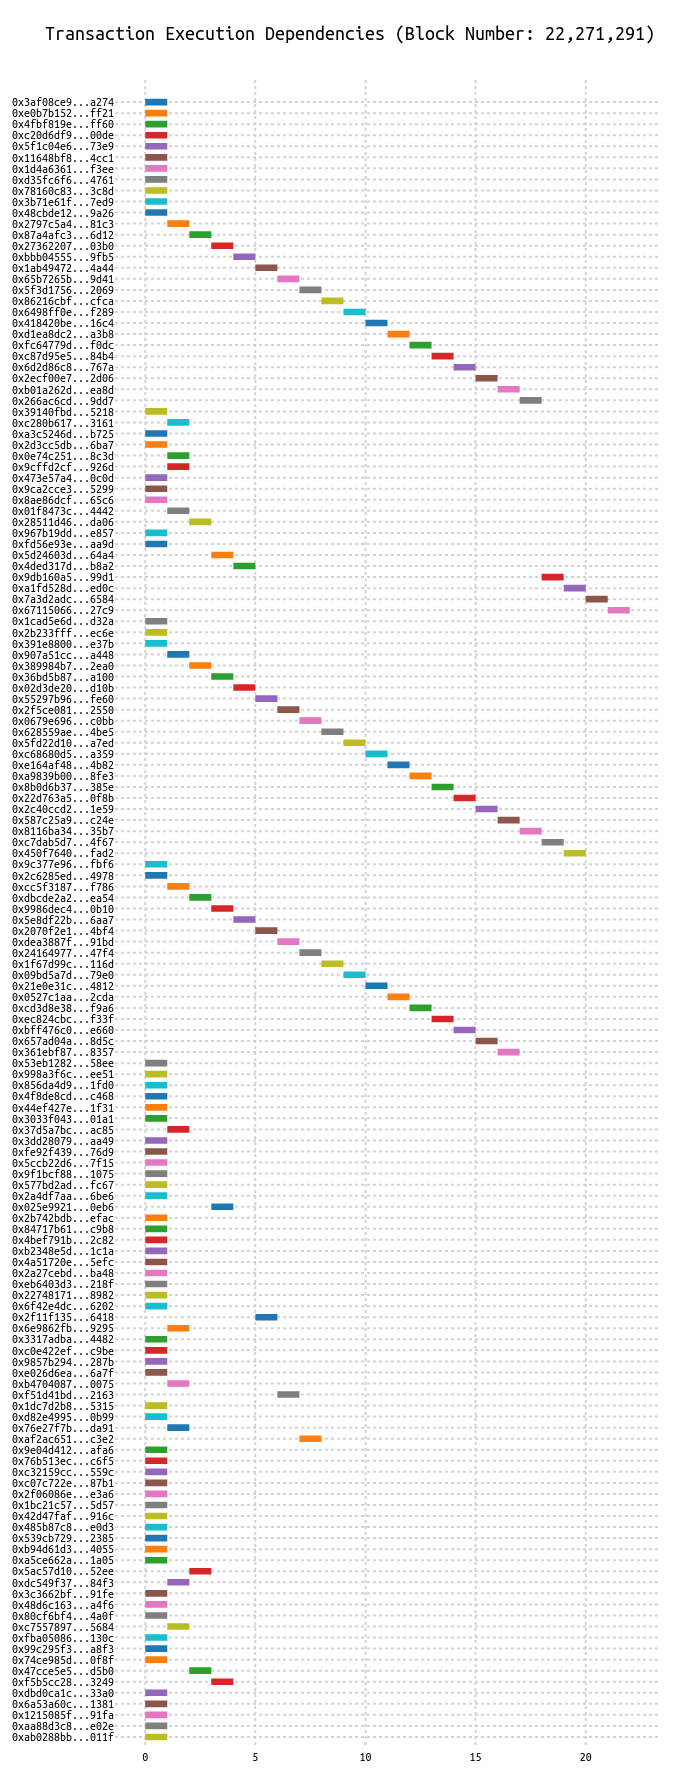 Transaction Execution Dependencies (Block Number: 22,271,291)
0x3af08ce9...a274
0xe0b7b152...ff21
0x4fbf819e...ff60
0xc20d6df9...00de
0x5f1c04e6...73e9
0x11648bf8...4cc1
0x1d4a6361...f3ee
0xd35fc6f6...4761
0x78160c83...3c8d
0x3b71e61f...7ed9
0x48cbde12...9a26
0x2797c5a4...81c3
0x87a4afc3...6d12
0x27362207...03b0
0xbbb04555...9fb5
0x1ab49472...4a44
0x65b7265b...9d41
0x5f3d1756...2069
0x86216cbf...cfca
0x6498ff0e...f289
0x418420be...16c4
0xd1ea8dc2...a3b8
0xfc64779d...f0dc
0xc87d95e5...84b4
0x6d2d86c8...767a
0x2ecf00e7...2d06
0xb01a262d...ea8d
0x266ac6cd...9dd7
0x39140fbd...5218
0xc280b617...3161
0xa3c5246d...b725
0x2d3cc5db...6ba7
0x0e74c251...8c3d
0x9cffd2cf...926d
0x473e57a4...0c0d
0x9ca2cce3...5299
0x8ae86dcf...65c6
0x01f8473c...4442
0x28511d46...da06
0x967b19dd...e857
0xfd56e93e...aa9d
0x5d24603d...64a4
0x4ded317d...b8a2
0x9db160a5...99d1
0xa1fd528d...ed0c
0x7a3d2adc...6584
0x67115066...27c9
0x1cad5e6d...d32a
0x2b233fff...ec6e
0x391e8800...e37b
0x907a51cc...a448
0x389984b7...2ea0
0x36bd5b87...a100
0x02d3de20...d10b
0x55297b96...fe60
0x2f5ce081...2550
0x0679e696...c0bb
0x628559ae...4be5
0x5fd22d10...a7ed
0xc68680d5...a359
0xe164af48...4b82
0xa9839b00...8fe3
0x8b0d6b37...385e
0x22d763a5...0f8b
0x2c40ccd2...1e59
0x587c25a9...c24e
0x8116ba34...35b7
0xc7dab5d7...4f67
0x450f7640...fad2
0x9c377e96...fbf6
0x2c6285ed...4978
0xcc5f3187...f786
0xdbcde2a2...ea54
0x9986dec4...0b10
0x5e8df22b...6aa7
0x2070f2e1...4bf4
0xdea3887f...91bd
0x24164977...47f4
0x1f67d99c...116d
0x09bd5a7d...79e0
0x21e0e31c...4812
0x0527c1aa...2cda
0xcd3d8e38...f9a6
0xec824cbc...f33f
0xbff476c0...e660
0x657ad04a...8d5c
0x361ebf87...8357
0x53eb1282...58ee
0x998a3f6c...ee51
0x856da4d9...1fd0
0x4f8de8cd...c468
0x44ef427e...1f31
0x3033f043...01a1
0x37d5a7bc...ac85
0x3dd28079...aa49
0xfe92f439...76d9
0x5ccb22d6...7f15
0x9f1bcf88...1075
0x577bd2ad...fc67
0x2a4df7aa...6be6
0x025e9921...0eb6
0x2b742bdb...efac
0x84717b61...c9b8
0x4bef791b...2c82
0xb2348e5d...1c1a
0x4a51720e...5efc
0x2a27cebd...ba48
0xeb6403d3...218f
0x22748171...8982
0x6f42e4dc...6202
0x2f11f135...6418
0x6e9862fb...9295
0x3317adba...4482
0xc0e422ef...c9be
0x9857b294...287b
0xe026d6ea...6a7f
0xb4704087...0075
0xf51d41bd...2163
0x1dc7d2b8...5315
0xd82e4995...0b99
0x76e27f7b...da91
0xaf2ac651...c3e2
0x9e04d412...afa6
0x76b513ec...c6f5
0xc32159cc...559c
0xc07c722e...87b1
0x2f06086e...e3a6
0x1bc21c57...5d57
0x42d47faf...916c
0x485b87c8...e0d3
0x539cb729...2385
0xb94d61d3...4055
0xa5ce662a...1a05
0x5ac57d10...52ee
0xdc549f37...84f3
0x3c3662bf...91fe
0x48d6c163...a4f6
0x80cf6bf4...4a0f
0xc7557897...5684
0xfba05086...130c
0x99c295f3...a8f3
0x74ce985d...0f8f
0x47cce5e5...d5b0
0xf5b5cc28...3249
0xdbd0ca1c...33a0
0x6a53a60c...1381
0x1215085f...91fa
0xaa88d3c8...e02e
0xab0288bb...011f
0 5 10 15 20